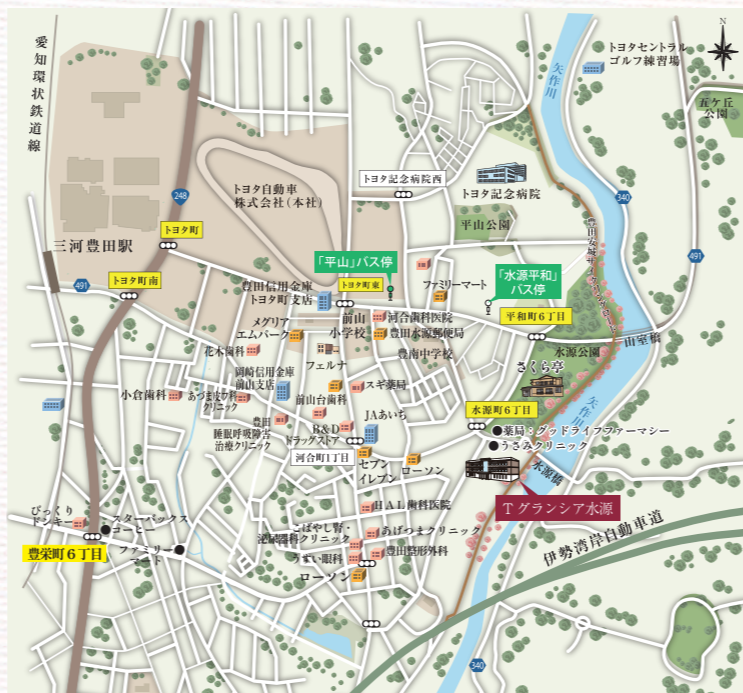 N
愛知環状鉄道線
トヨタセントラル
ゴルフ練習場
矢作川
五ケ丘
公園
248
トヨタ記念病院西
340
トヨタ自動車
株式会社(本社)
トヨタ記念病院
平山公園
トヨタ町
三河豊田駅
491
「平山」バス停
トヨタ町南
491
豊田信用金庫
トヨタ町支店
トヨタ町東
ファミリーマート
「水源平和」
バス停
メグリア
エムパーク
前山
小学校
河合歯科医院
豊田水源郵便局
平和町6丁目
山室橋
花木歯科
フェルナ
豊南中学校
水源公園
さくら亭
岡崎信用金庫
前山支店
小倉歯科
あづま皮フ科
クリニック
スギ薬局
前山台歯科
豊田
睡眠呼吸障害
治療クリニック
B&D
ドラッグストア
JAあいち
水源町6丁目
矢作川
薬局:グッドライフファーマシー
うさみクリニック
河合町1丁目
セブン
イレブン
ローソン
水源橋
Tグランシア水源
HAL歯科医院
びっくり
ドンキー
スターバックス
コーヒー
こばやし腎・
泌尿器科クリニック
あげつまクリニック
豊栄町6丁目
ファミリー
マート
うすい眼科
豊田整形外科
ローソン
伊勢湾岸自動車道
340